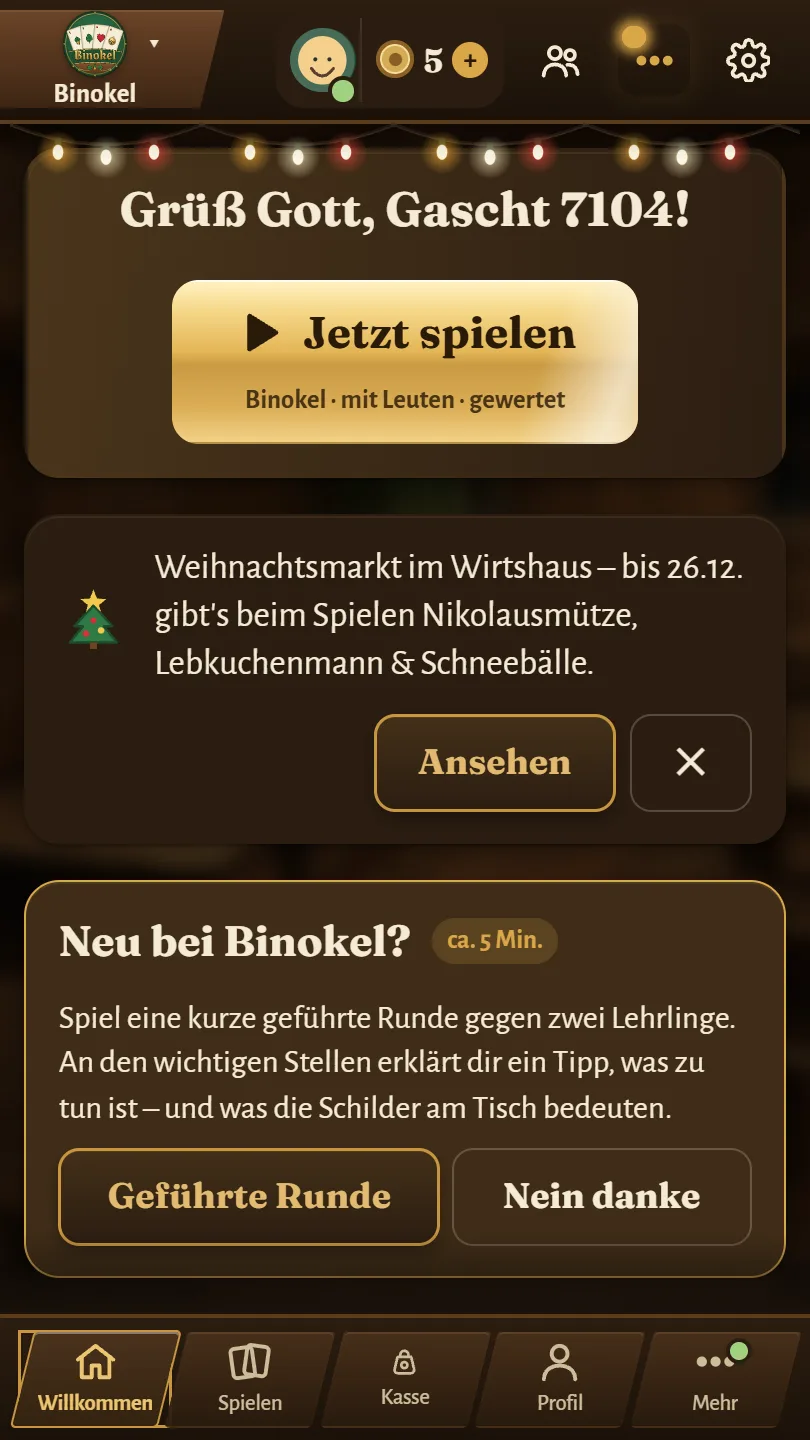 Binokel
Binokel
5
+
Grüß Gott, Gascht 7104!
Jetzt spielen
Binokel · mit Leuten · gewertet
Weihnachtsmarkt im Wirtshaus – bis 26.12.
gibt's beim Spielen Nikolausmütze,
Lebkuchenmann & Schneebälle.
Ansehen
Neu bei Binokel?
ca. 5 Min.
Spiel eine kurze geführte Runde gegen zwei Lehrlinge.
An den wichtigen Stellen erklärt dir ein Tipp, was zu
tun ist – und was die Schilder am Tisch bedeuten.
Geführte Runde
Nein danke
Willkommen
Spielen
Kasse
Profil
Mehr